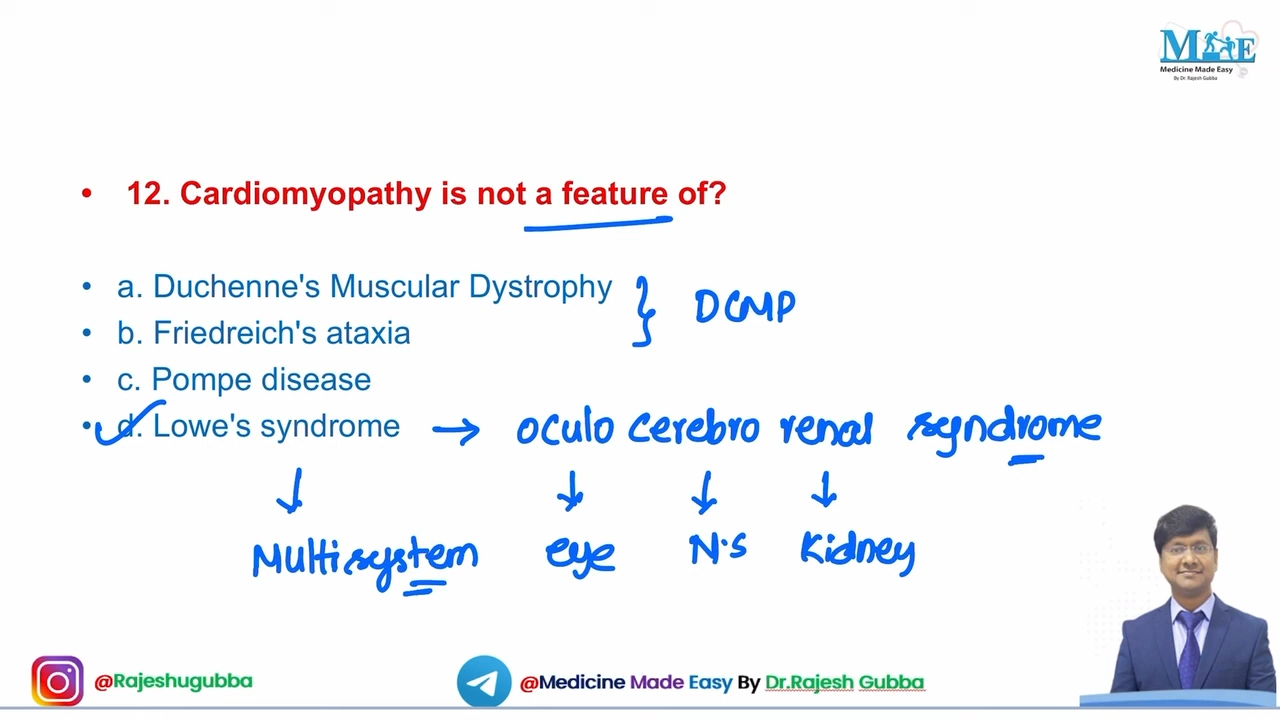 M E
Medicine Made Easy
By Dr. Rajesh Gubba
• 12. Cardiomyopathy is not a feature of?
• a. Duchenne's Muscular Dystrophy } DCMP
• b. Friedreich's ataxia
• c. Pompe disease
• d. Lowe's syndrome → oculo cerebro renal syndrome
↓ ↓ ↓ ↓
Multisystem eye N.S Kidney
@Rajeshugubba @Medicine Made Easy By Dr.Rajesh Gubba